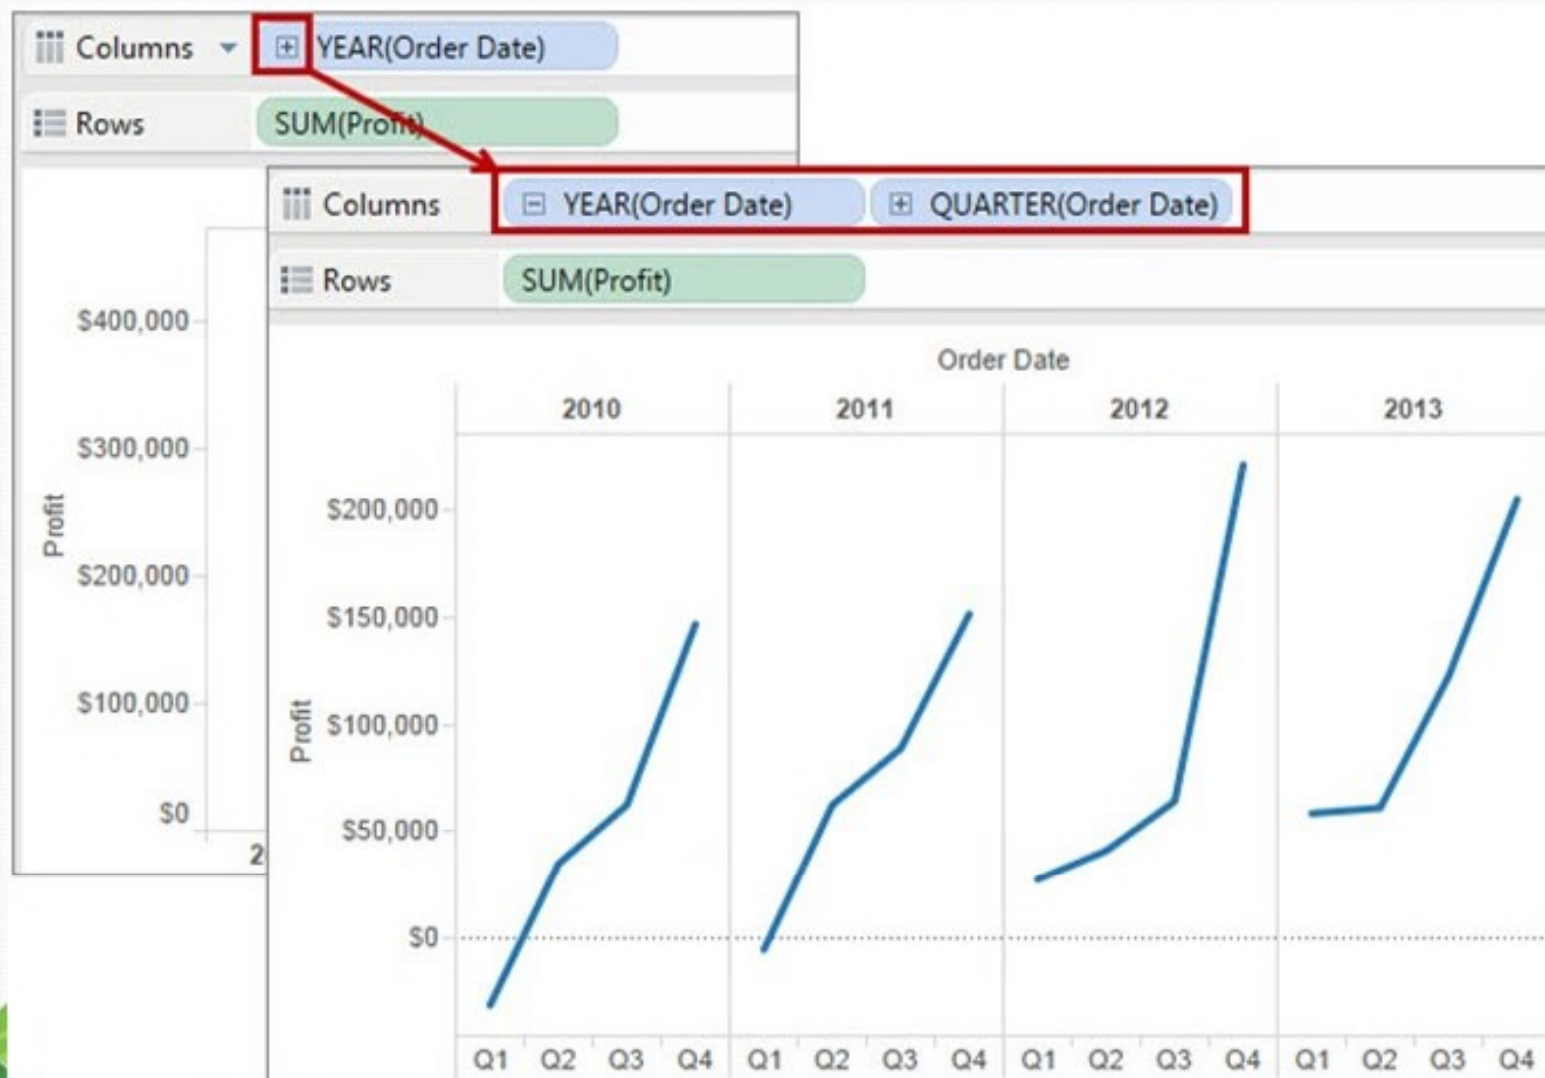 Columns YEAR(Order Date)
Rows SUM(Profit)
Columns YEAR(Order Date) QUARTER(Order Date)
Rows SUM(Profit)
$400,000
$300,000
$200,000
$100,000
$0
Profit
2
Order Date
2010 2011 2012 2013
$200,000
$150,000
$100,000
$50,000
$0
Profit
Q1 Q2 Q3 Q4 Q1 Q2 Q3 Q4 Q1 Q2 Q3 Q4 Q1 Q2 Q3 Q4